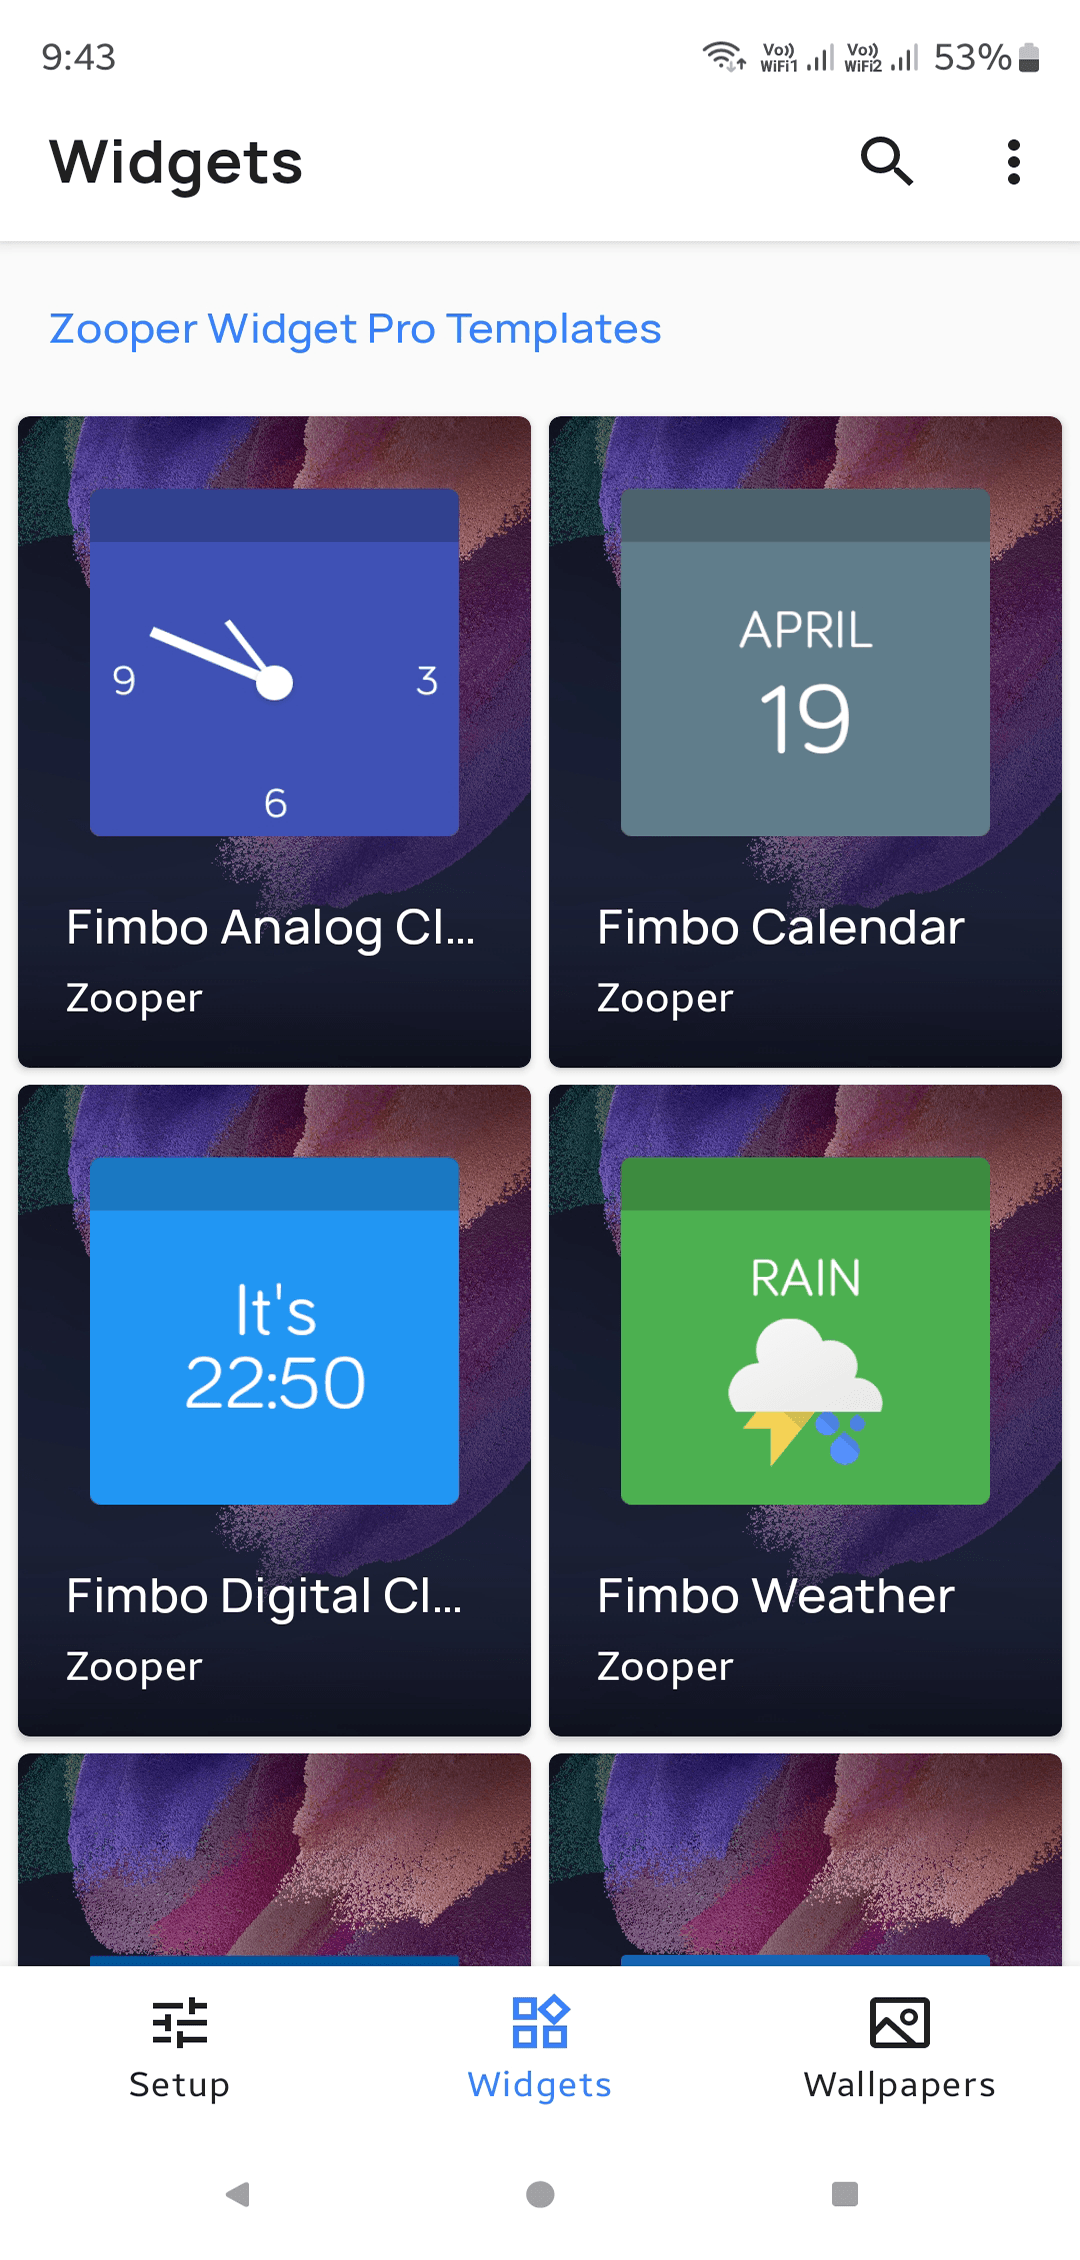 9:43
Vo)) WiFi1
Vo)) WiFi2
53%
Widgets
Zooper Widget Pro Templates
9
3
6
Fimbo Analog Cl...
Zooper
APRIL
19
Fimbo Calendar
Zooper
It's
22:50
Fimbo Digital Cl...
Zooper
RAIN
Fimbo Weather
Zooper
Setup
Widgets
Wallpapers